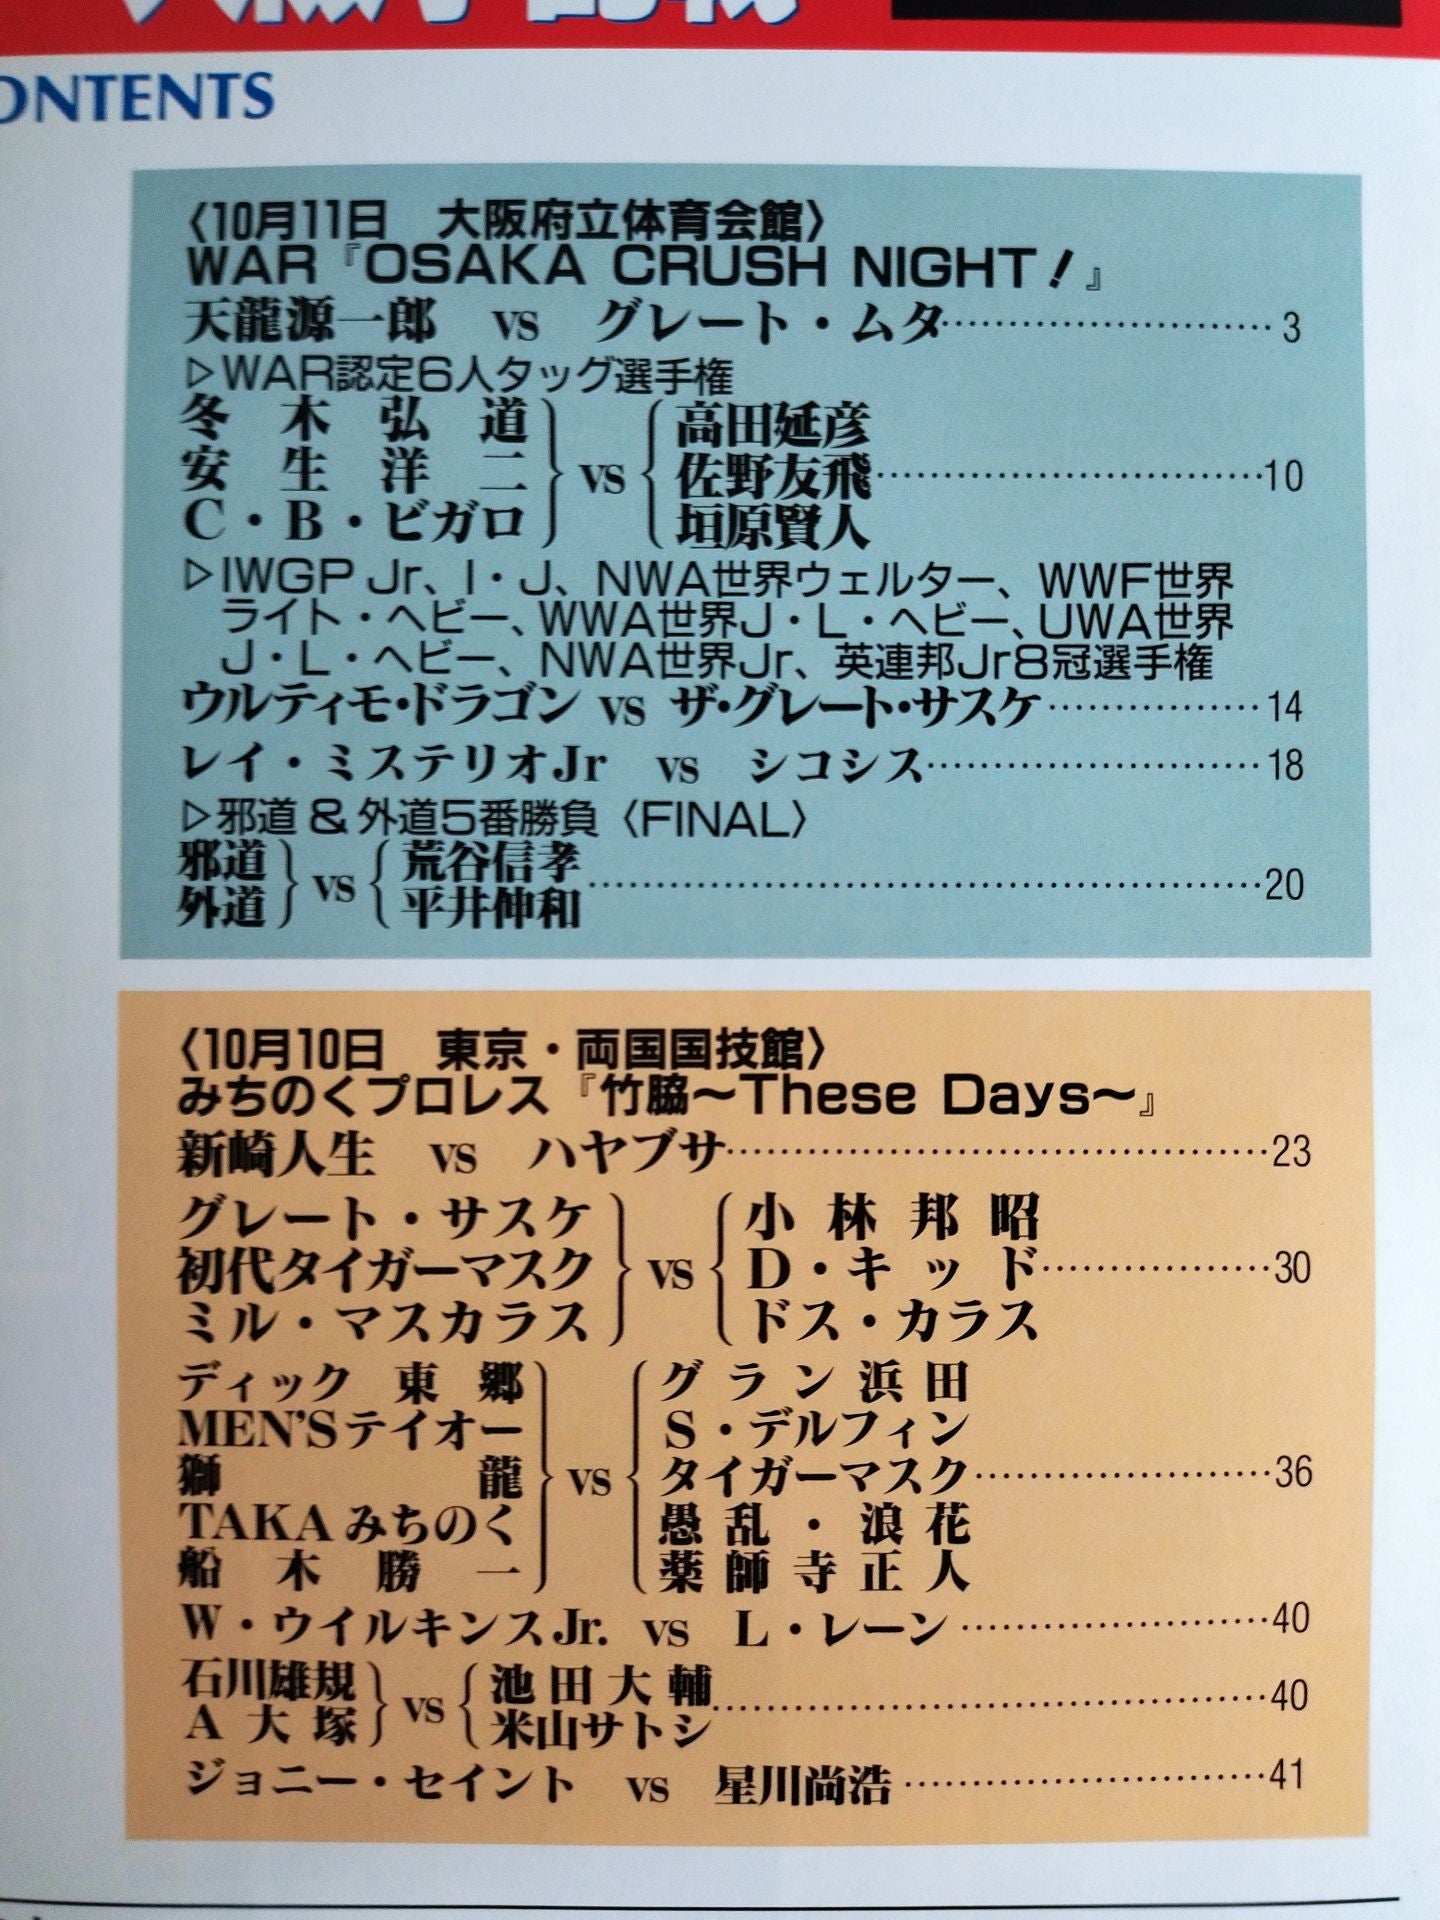 ONTENTS
〈10月11日　大阪府立体育会館〉
WAR『OSAKA CRUSH NIGHT！』
天龍源一郎　vs　グレート・ムタ……………………3
▷WAR認定6人タッグ選手権
冬木弘道
安生洋二
C・B・ビガロ
vs
高田延彦
佐野友飛……………………10
垣原賢人
▷IWGP Jr、I・J、NWA世界ウェルター、WWF世界
ライト・ヘビー、WWA世界J・L・ヘビー、UWA世界
J・L・ヘビー、NWA世界Jr、英連邦Jr8冠選手権
ウルティモ・ドラゴン vs ザ・グレート・サスケ……………14
レイ・ミステリオJr　vs　シコシス……………………18
▷邪道＆外道5番勝負〈FINAL〉
邪道
外道
vs
荒谷信孝
平井伸和
……………………20
〈10月10日　東京・両国国技館〉
みちのくプロレス『竹脇～These Days～』
新崎人生　vs　ハヤブサ……………………23
グレート・サスケ
初代タイガーマスク
ミル・マスカラス
vs
小林邦昭
D・キッド……………30
ドス・カラス
ディック東郷
MEN'Sテイオー
獅龍
TAKAみちのく
船木勝一
vs
グラン浜田
S・デルフィン
タイガーマスク……………………36
愚乱・浪花
薬師寺正人
W・ウイルキンスJr.　vs　L・レーン……………………40
石川雄規
A大塚
vs
池田大輔
米山サトシ
……………………40
ジョニー・セイント　vs　星川尚浩……………………41